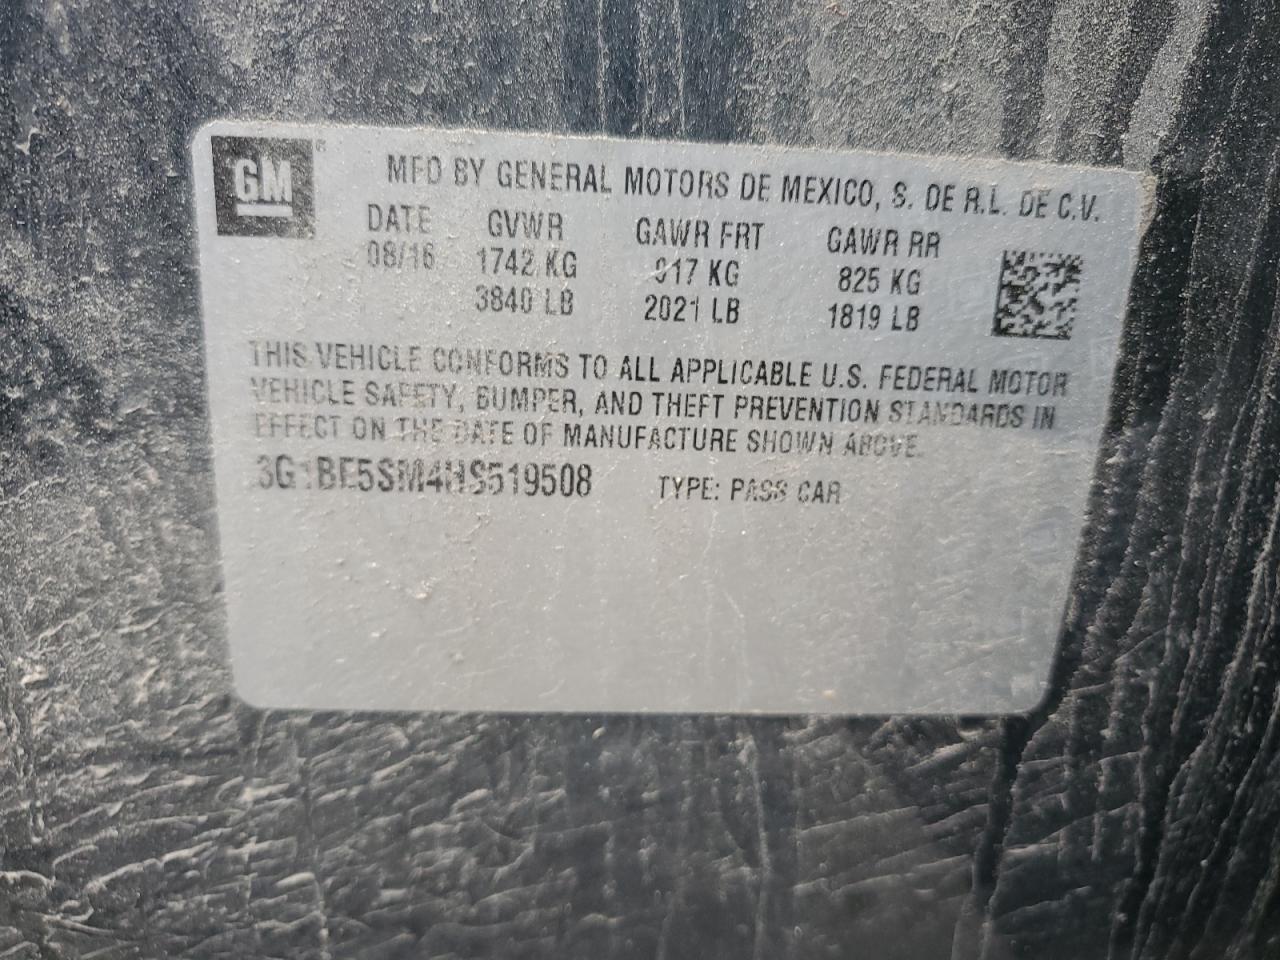 GM
MFD BY GENERAL MOTORS DE MEXICO, S. DE R.L. DE C.V.
DATE GVWR GAWR FRT GAWR RR
08/16 1742 KG 917 KG 825 KG
3840 LB 2021 LB 1819 LB
THIS VEHICLE CONFORMS TO ALL APPLICABLE U.S. FEDERAL MOTOR
VEHICLE SAFETY, BUMPER, AND THEFT PREVENTION STANDARDS IN
EFFECT ON THE DATE OF MANUFACTURE SHOWN ABOVE.
3G1BE5SM4HS519508 TYPE: PASS CAR